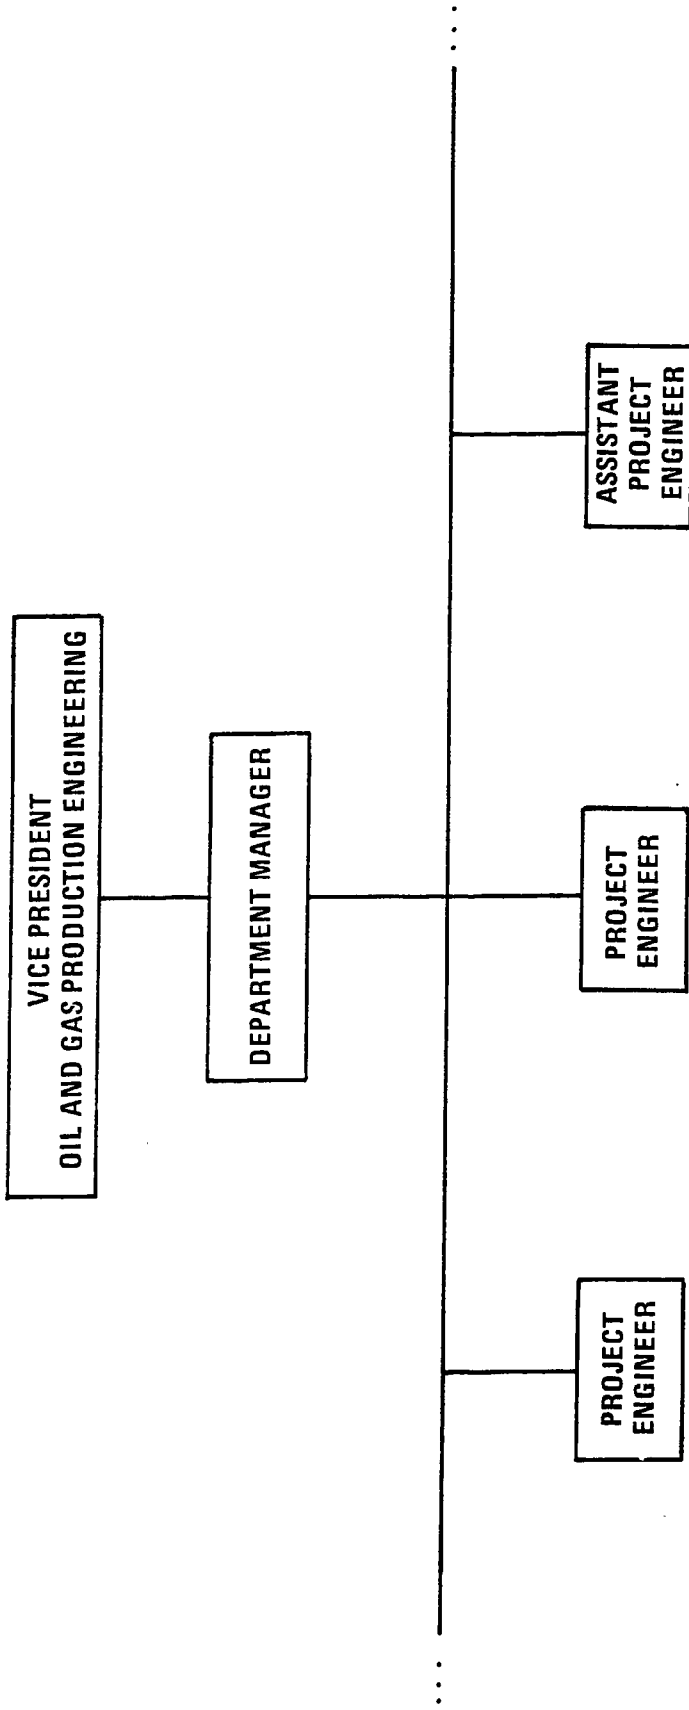 VICE PRESIDENT
OIL AND GAS PRODUCTION ENGINEERING
DEPARTMENT MANAGER
...
...
PROJECT
ENGINEER
PROJECT
ENGINEER
ASSISTANT
PROJECT
ENGINEER